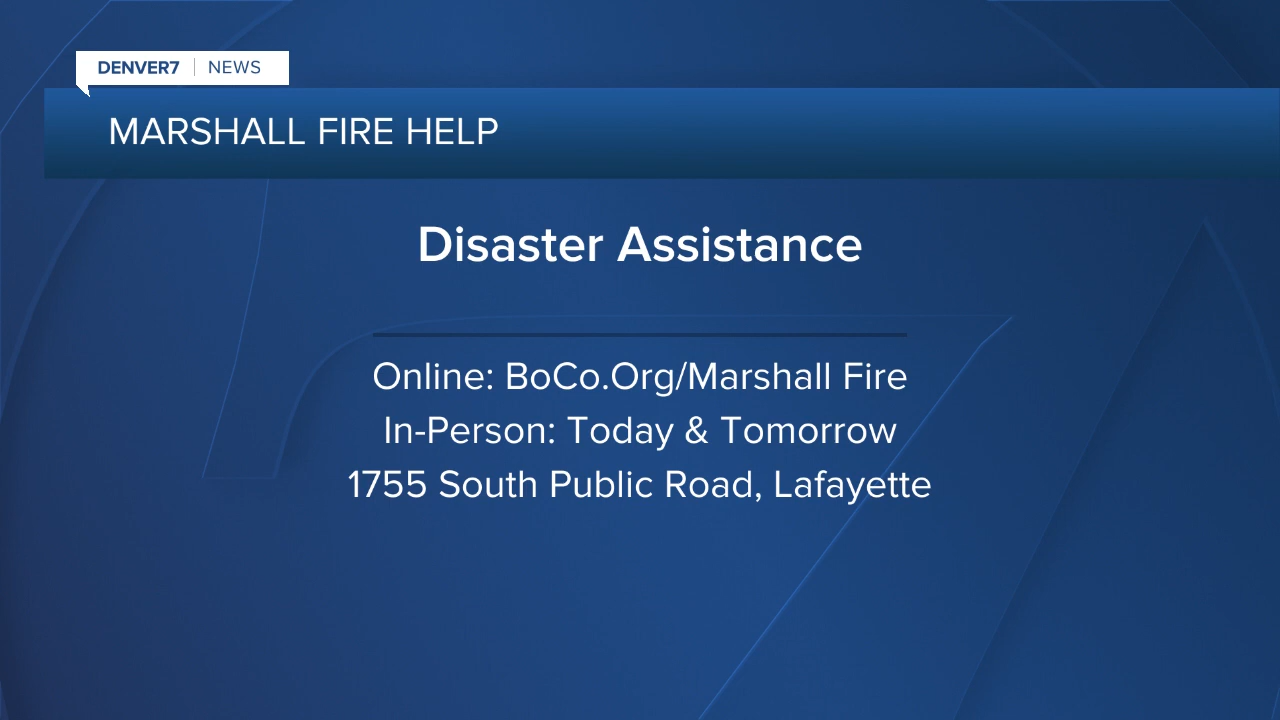 DENVER7 | NEWS
MARSHALL FIRE HELP
Disaster Assistance
Online: BoCo.Org/Marshall Fire
In-Person: Today & Tomorrow
1755 South Public Road, Lafayette